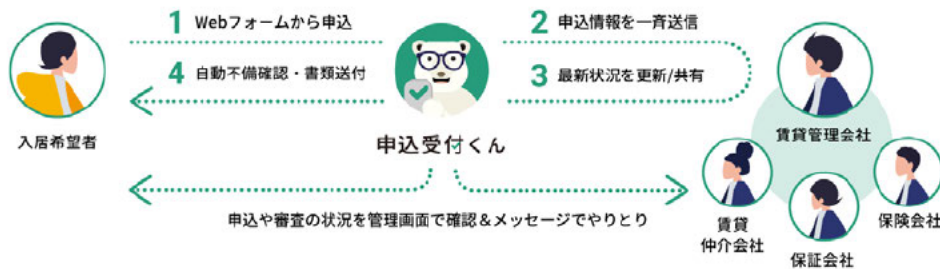 1 Webフォームから申込
2 申込情報を一斉送信
4 自動不備確認・書類送付
3 最新状況を更新/共有
入居希望者
申込受付くん
賃貸管理会社
申込や審査の状況を管理画面で確認&メッセージでやりとり
賃貸
仲介会社
保証会社
保険会社